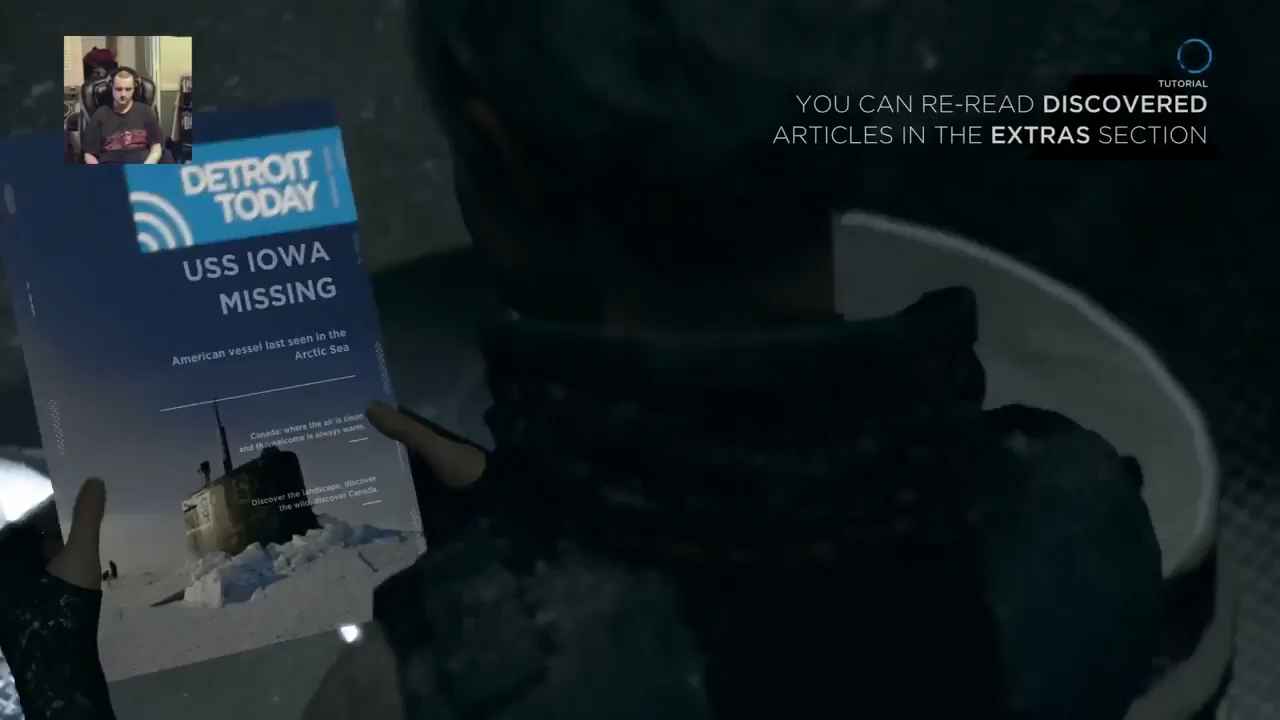 TUTORIAL
YOU CAN RE-READ DISCOVERED
ARTICLES IN THE EXTRAS SECTION
DETROIT
TODAY
USS IOWA
MISSING
American vessel last seen in the
Arctic Sea
Canada: where the air is clean
and the welcome is always warm.
Discover the landscape, discover
the wild, discover Canada.